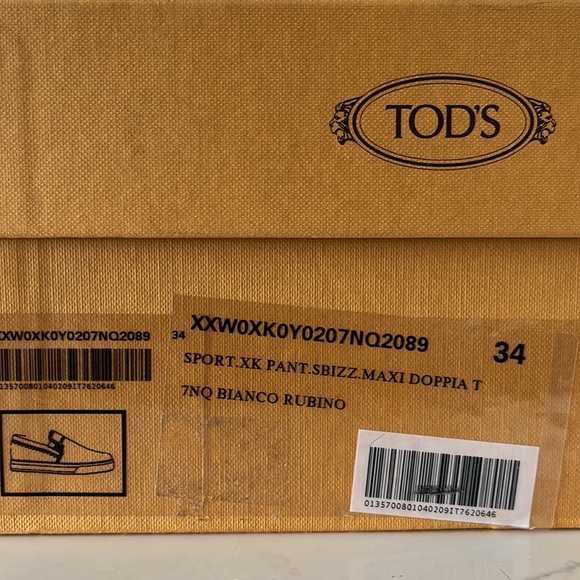 TOD'S
XXW0XK0Y0207NQ2089 34
0135700801040209IT7620646
XXW0XK0Y0207NQ2089 34
SPORT.XK PANT.SBIZZ.MAXI DOPPIA T
7NQ BIANCO RUBINO
0135700801040209IT7620646